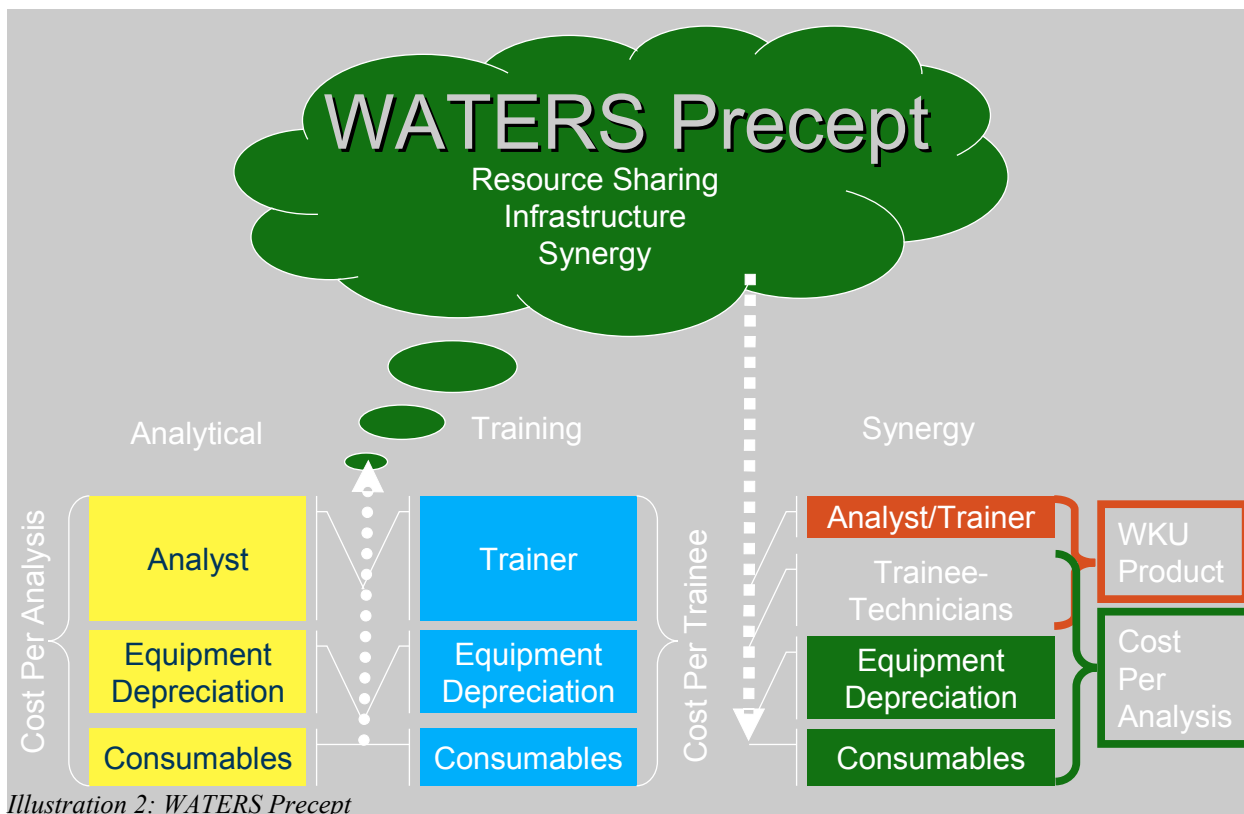 WATERS Precept
Resource Sharing
Infrastructure
Synergy
Analytical
Training
Synergy
Cost Per Analysis
Analyst
Equipment
Depreciation
Consumables
Trainer
Equipment
Depreciation
Consumables
Cost Per Trainee
Analyst/Trainer
Trainee-
Technicians
Equipment
Depreciation
Consumables
WKU
Product
Cost
Per
Analysis
Illustration 2: WATERS Precept